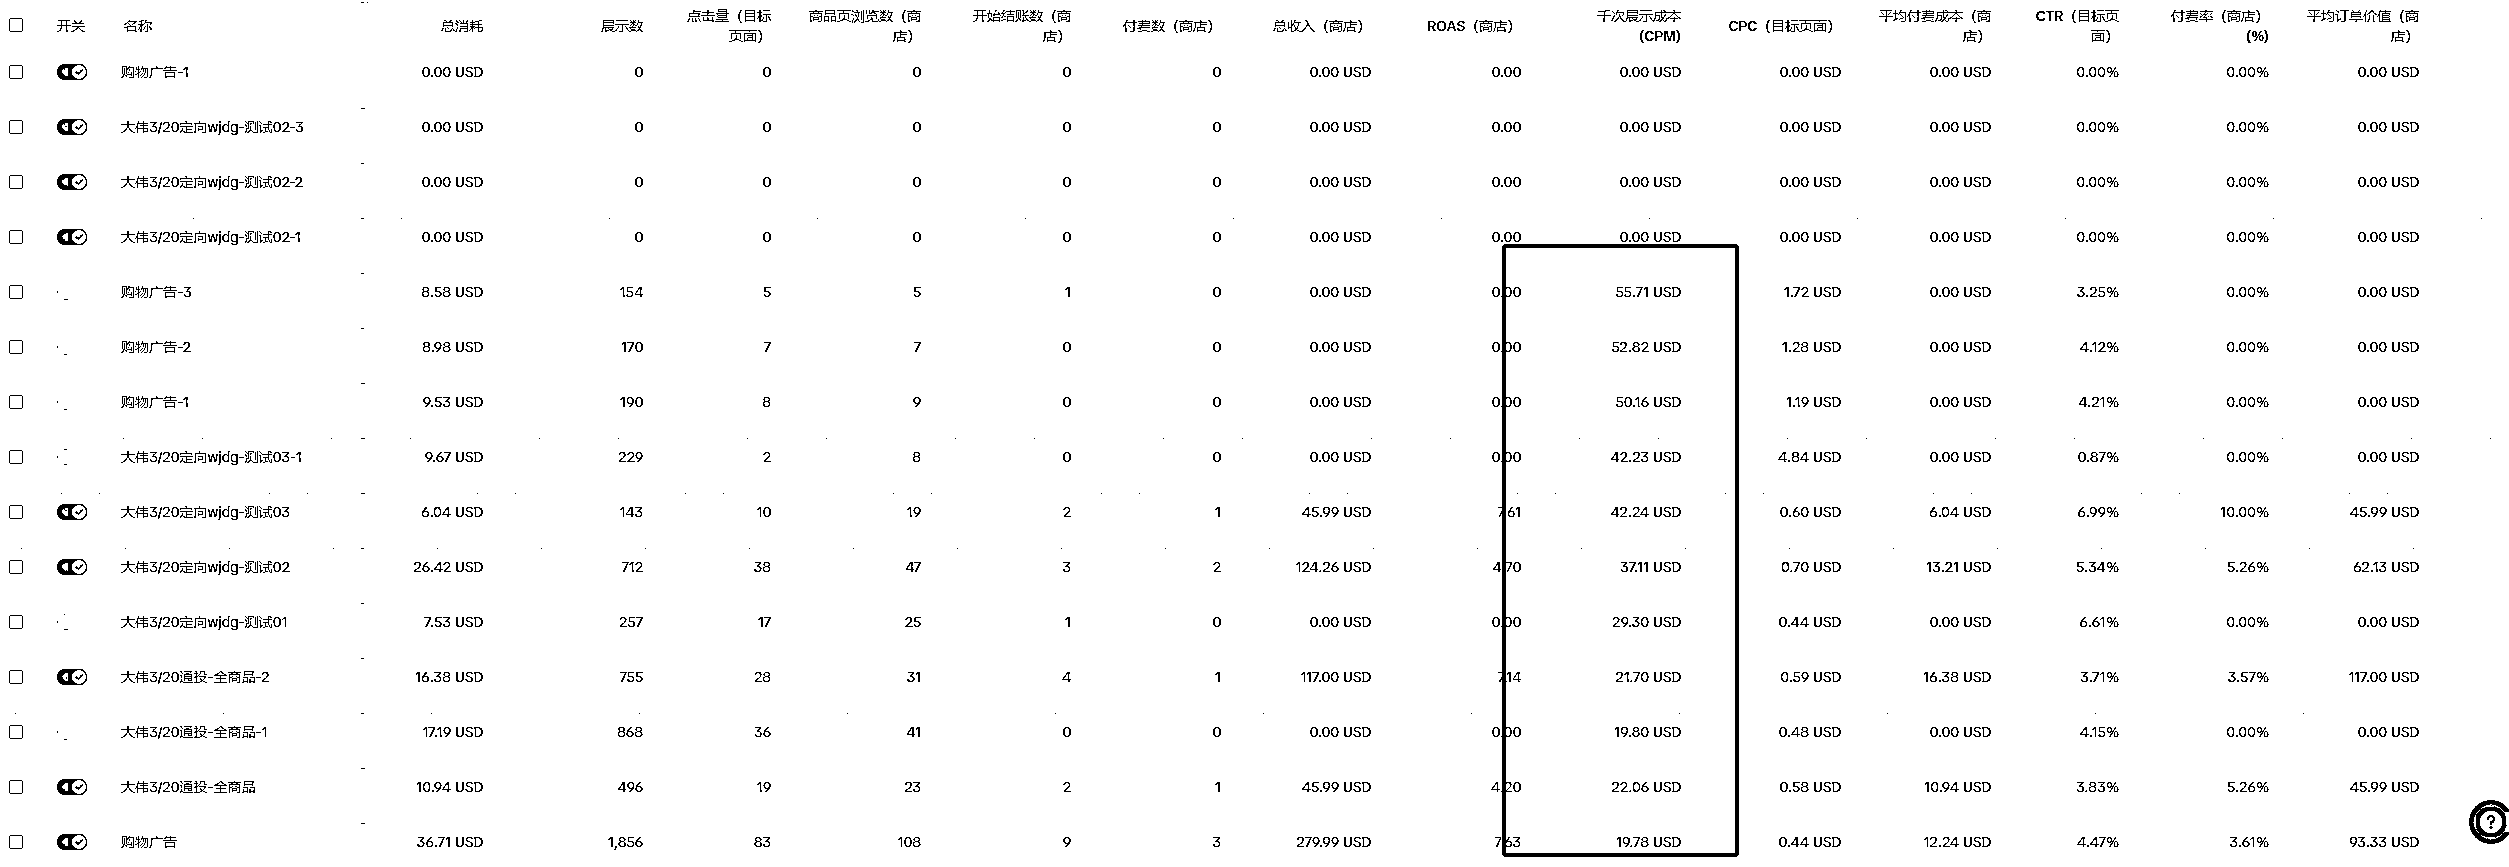 开关 名称 总消耗 展示数 点击量（目标页面） 商品页浏览数（商店） 开始结账数（商店） 付费数（商店） 总收入（商店） ROAS（商店） 千次展示成本 (CPM) CPC（目标页面） 平均付费成本（商店） CTR（目标页面） 付费率（商店）(%) 平均订单价值（商店）
购物广告-1 0.00 USD 0 0 0 0 0 0.00 USD 0.00 0.00 USD 0.00 USD 0.00 USD 0.00% 0.00% 0.00 USD
大伟3/20定向wjdg-测试02-3 0.00 USD 0 0 0 0 0 0.00 USD 0.00 0.00 USD 0.00 USD 0.00 USD 0.00% 0.00% 0.00 USD
大伟3/20定向wjdg-测试02-2 0.00 USD 0 0 0 0 0 0.00 USD 0.00 0.00 USD 0.00 USD 0.00 USD 0.00% 0.00% 0.00 USD
大伟3/20定向wjdg-测试02-1 0.00 USD 0 0 0 0 0 0.00 USD 0.00 0.00 USD 0.00 USD 0.00 USD 0.00% 0.00% 0.00 USD
购物广告-3 8.58 USD 154 5 5 1 0 0.00 USD 0.00 55.71 USD 1.72 USD 0.00 USD 3.25% 0.00% 0.00 USD
购物广告-2 8.98 USD 170 7 7 0 0 0.00 USD 0.00 52.82 USD 1.28 USD 0.00 USD 4.12% 0.00% 0.00 USD
购物广告-1 9.53 USD 190 8 9 0 0 0.00 USD 0.00 50.16 USD 1.19 USD 0.00 USD 4.21% 0.00% 0.00 USD
大伟3/20定向wjdg-测试03-1 9.67 USD 229 2 8 0 0 0.00 USD 0.00 42.23 USD 4.84 USD 0.00 USD 0.87% 0.00% 0.00 USD
大伟3/20定向wjdg-测试03 6.04 USD 143 10 19 2 1 45.99 USD 7.61 42.24 USD 0.60 USD 6.04 USD 6.99% 10.00% 45.99 USD
大伟3/20定向wjdg-测试02 26.42 USD 712 38 47 3 2 124.26 USD 4.70 37.11 USD 0.70 USD 13.21 USD 5.34% 5.26% 62.13 USD
大伟3/20定向wjdg-测试01 7.53 USD 257 17 25 1 0 0.00 USD 0.00 29.30 USD 0.44 USD 0.00 USD 6.61% 0.00% 0.00 USD
大伟3/20通投-全商品-2 16.38 USD 755 28 31 4 1 117.00 USD 7.14 21.70 USD 0.59 USD 16.38 USD 3.71% 3.57% 117.00 USD
大伟3/20通投-全商品-1 17.19 USD 868 36 41 0 0 0.00 USD 0.00 19.80 USD 0.48 USD 0.00 USD 4.15% 0.00% 0.00 USD
大伟3/20通投-全商品 10.94 USD 496 19 23 2 1 45.99 USD 4.20 22.06 USD 0.58 USD 10.94 USD 3.83% 5.26% 45.99 USD
购物广告 36.71 USD 1,856 83 108 9 3 279.99 USD 7.63 19.78 USD 0.44 USD 12.24 USD 4.47% 3.61% 93.33 USD
?